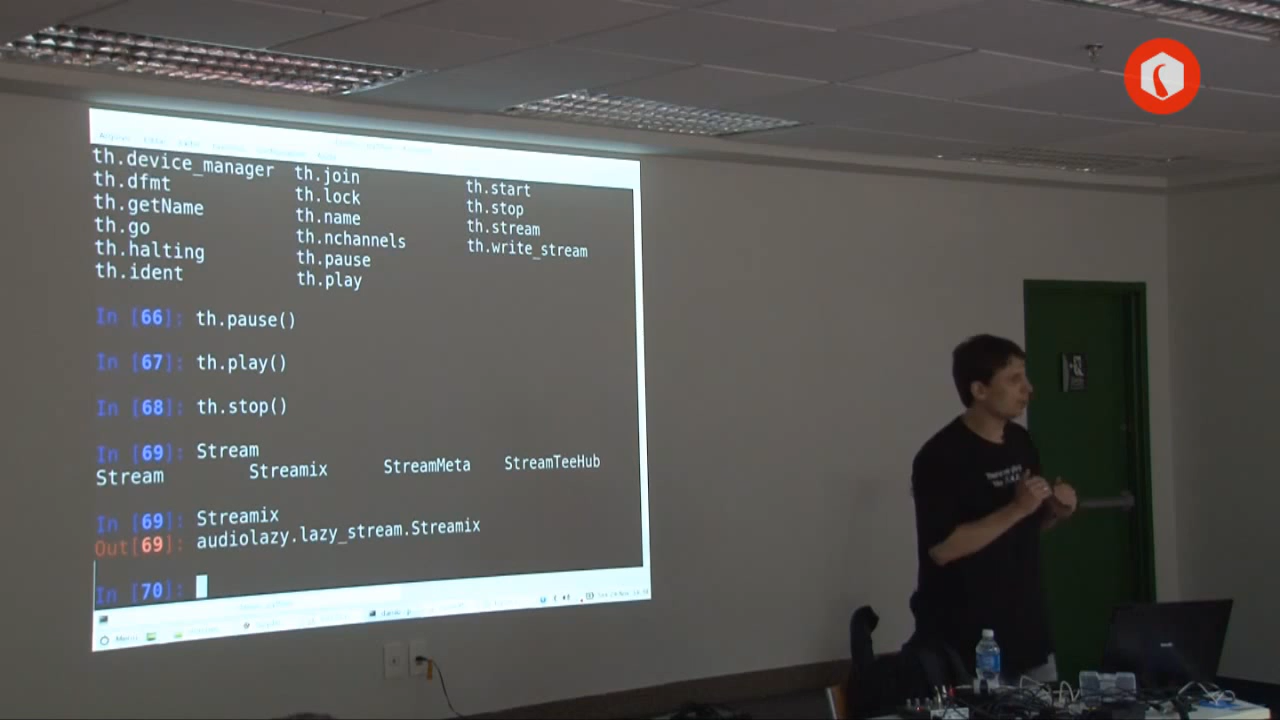 th.device_manager th.join th.start
th.dfmt th.lock th.stop
th.getName th.name th.stream
th.go th.nchannels th.write_stream
th.halting th.pause
th.ident th.play
In [66]: th.pause()
In [67]: th.play()
In [68]: th.stop()
In [69]: Stream
Stream Streamix StreamMeta StreamTeeHub
In [69]: Streamix
Out[69]: audiolazy.lazy_stream.Streamix
In [70]:
Menu